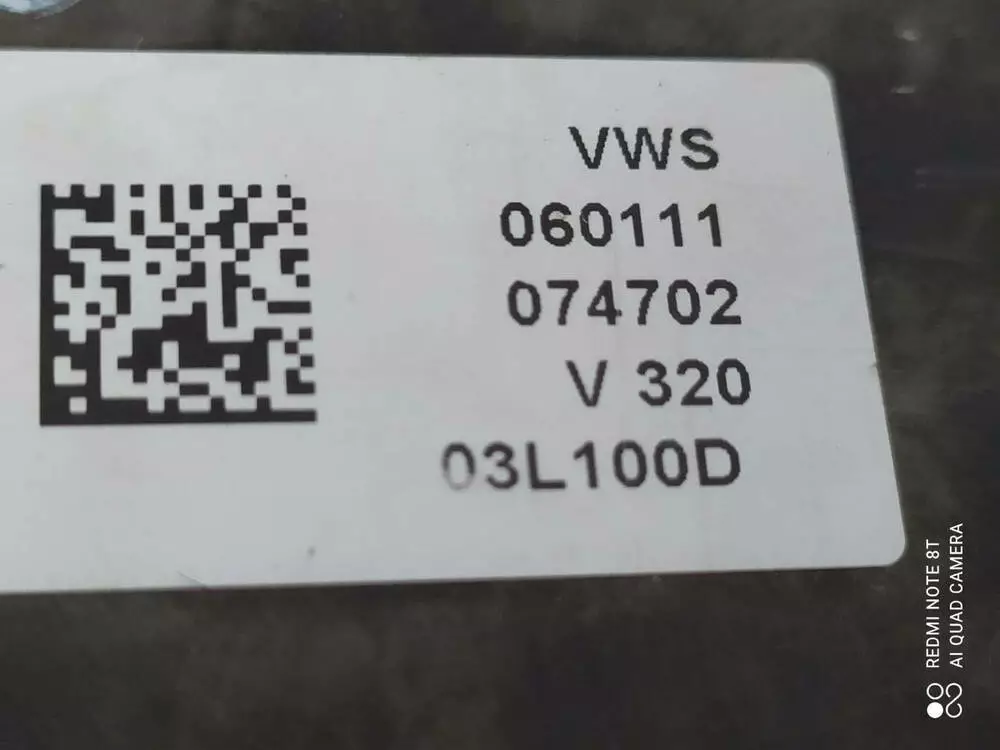 VWS
060111
074702
V 320
03L100D
REDMI NOTE 8T
AI QUAD CAMERA